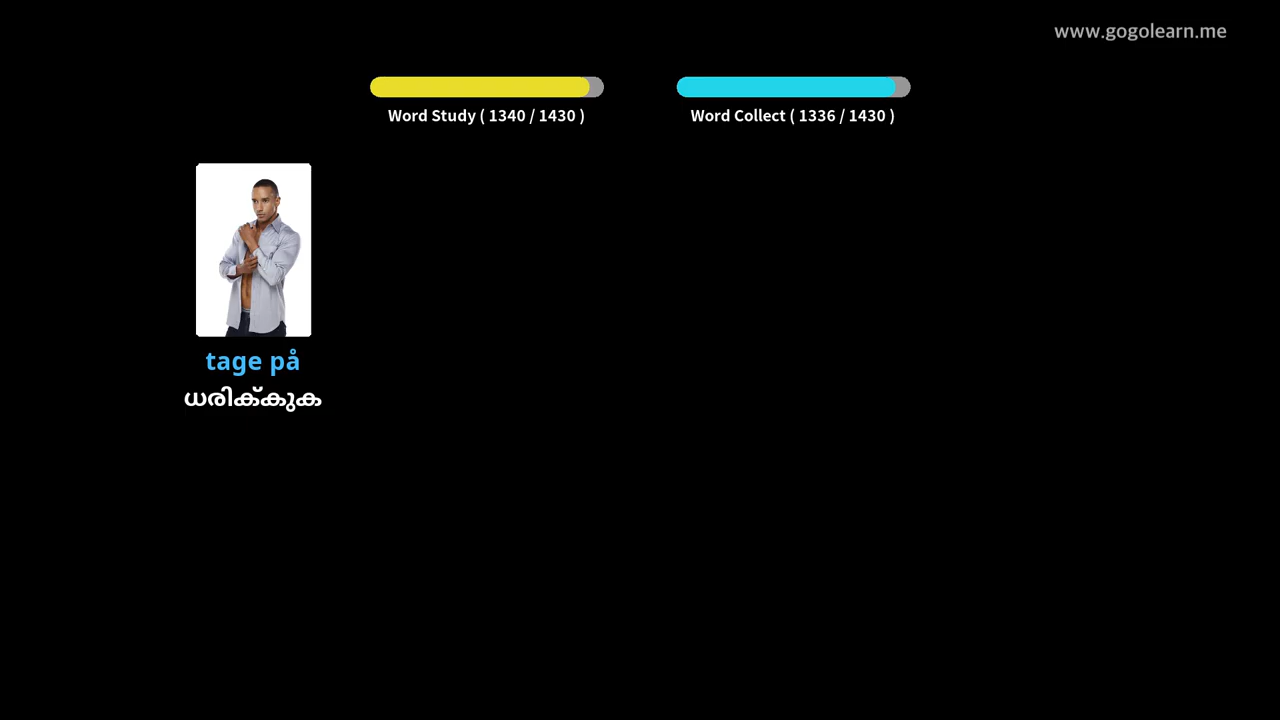 www.gogolearn.me
Word Study ( 1340 / 1430 )
Word Collect ( 1336 / 1430 )
tage på
ധരിക്കുക